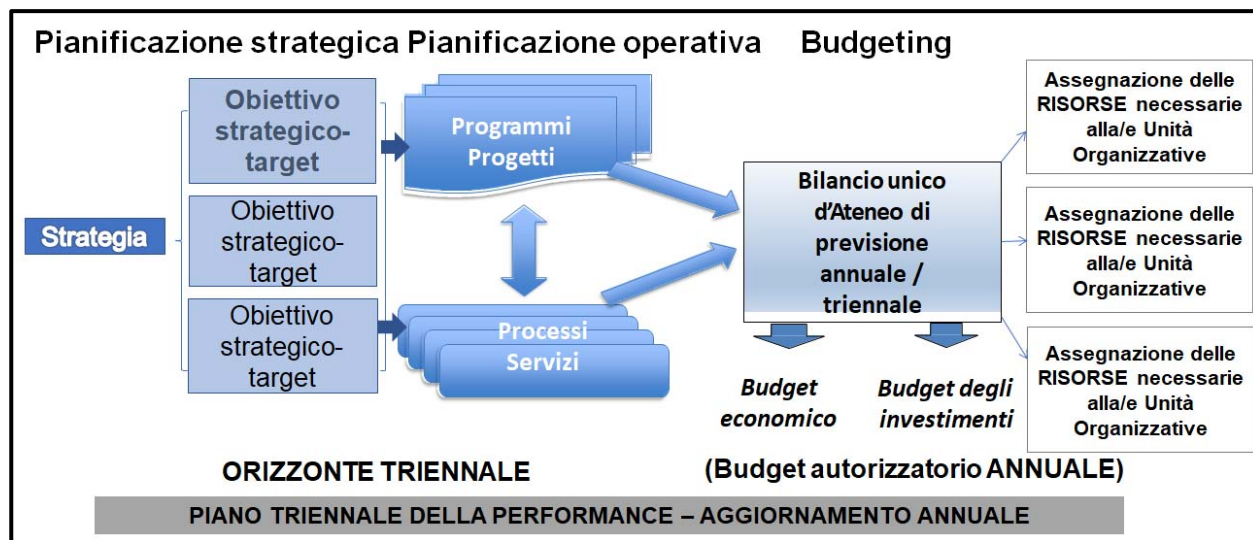 Pianificazione strategica Pianificazione operativa Budgeting
Strategia
Obiettivo
strategico-
target
Obiettivo
strategico-
target
Obiettivo
strategico-
target
Programmi
Progetti
Processi
Servizi
Bilancio unico
d'Ateneo di
previsione
annuale /
triennale
Budget
economico
Budget degli
investimenti
Assegnazione delle
RISORSE necessarie
alla/e Unità
Organizzative
Assegnazione delle
RISORSE necessarie
alla/e Unità
Organizzative
Assegnazione delle
RISORSE necessarie
alla/e Unità
Organizzative
ORIZZONTE TRIENNALE
(Budget autorizzatorio ANNUALE)
PIANO TRIENNALE DELLA PERFORMANCE – AGGIORNAMENTO ANNUALE